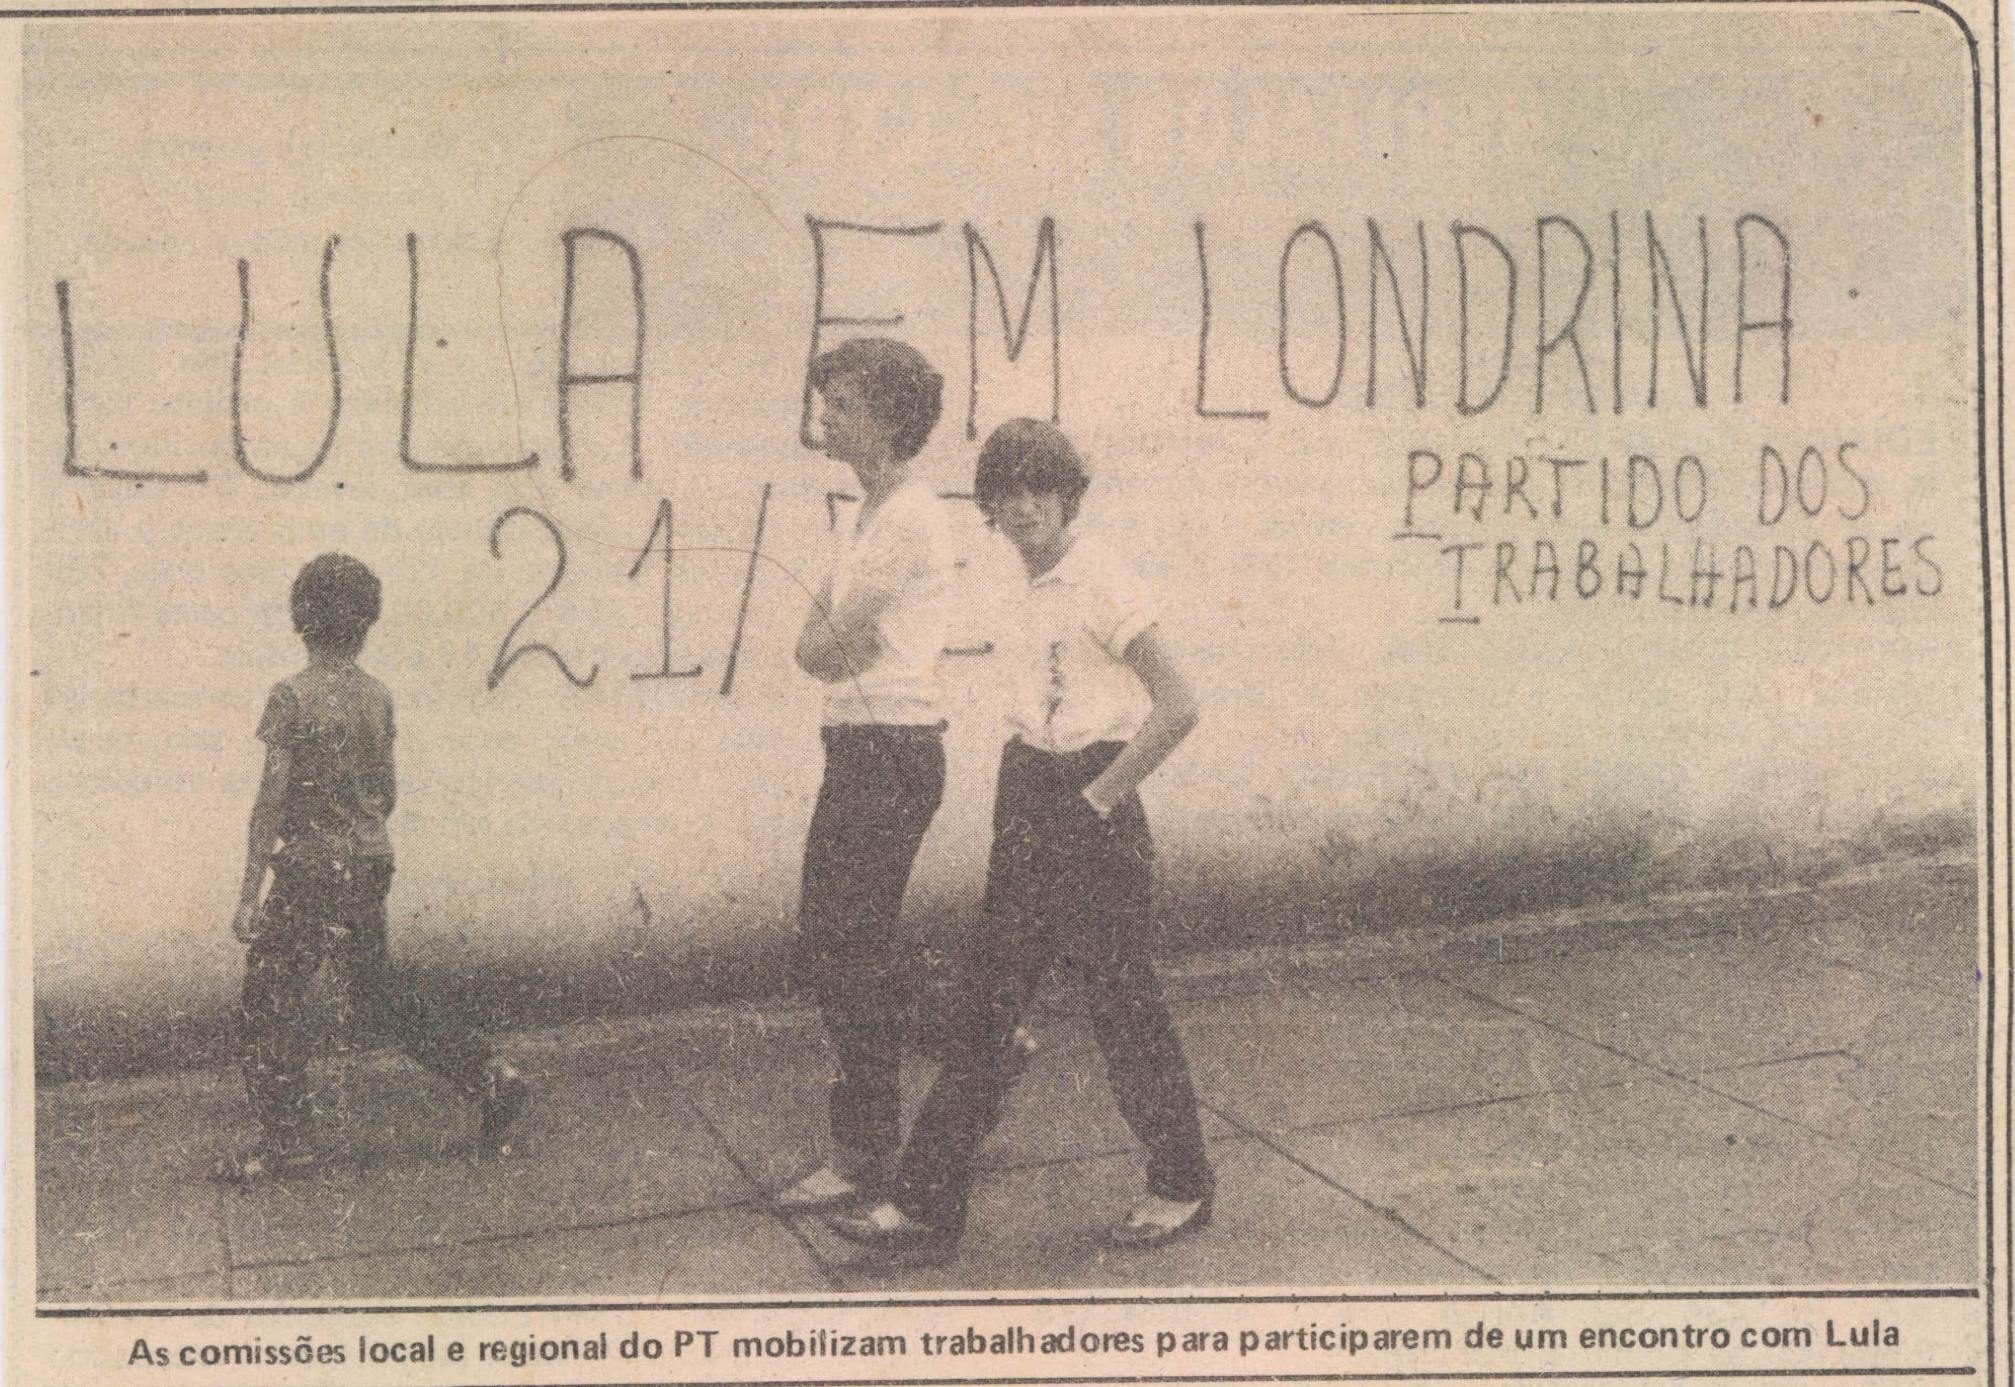 LULA EM LONDRINA
21/
PARTIDO DOS
TRABALHADORES
As comissões local e regional do PT mobilizam trabalhadores para participarem de um encontro com Lula